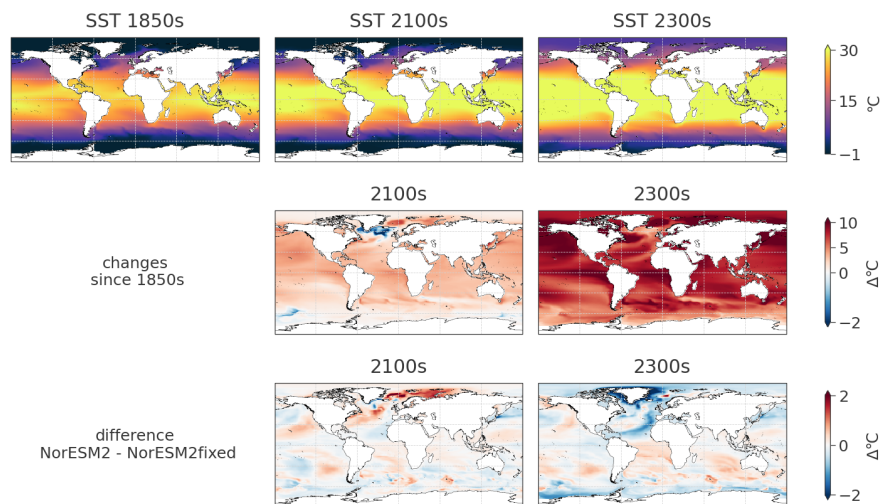 SST 1850s
SST 2100s
SST 2300s
30
15
−1
°C
2100s
2300s
changes
since 1850s
10
5
0
−2
Δ°C
2100s
2300s
difference
NorESM2 - NorESM2fixed
2
0
−2
Δ°C